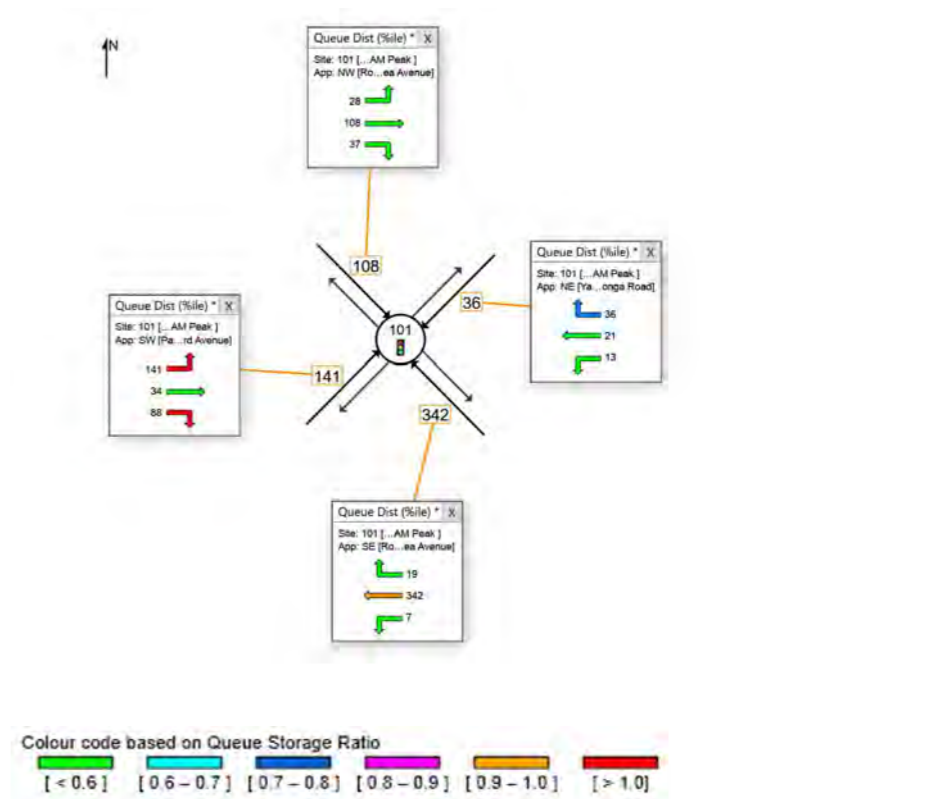 N
Queue Dist (%ile) * X
Site: 101 [...AM Peak ]
App: NW [Ro...ea Avenue]
28
108
37
108
Queue Dist (%ile) * X
Site: 101 [...AM Peak ]
App: NE [Ya...onga Road]
36
21
13
36
101
Queue Dist (%ile) * X
Site: 101 [...AM Peak ]
App: SW [Pa...rd Avenue]
141
34
88
141
342
Queue Dist (%ile) * X
Site: 101 [...AM Peak ]
App: SE [Ro...ea Avenue]
19
342
7
Colour code based on Queue Storage Ratio
[ < 0.6 ] [ 0.6 – 0.7 ] [ 0.7 – 0.8 ] [ 0.8 – 0.9 ] [ 0.9 – 1.0 ] [ > 1.0]